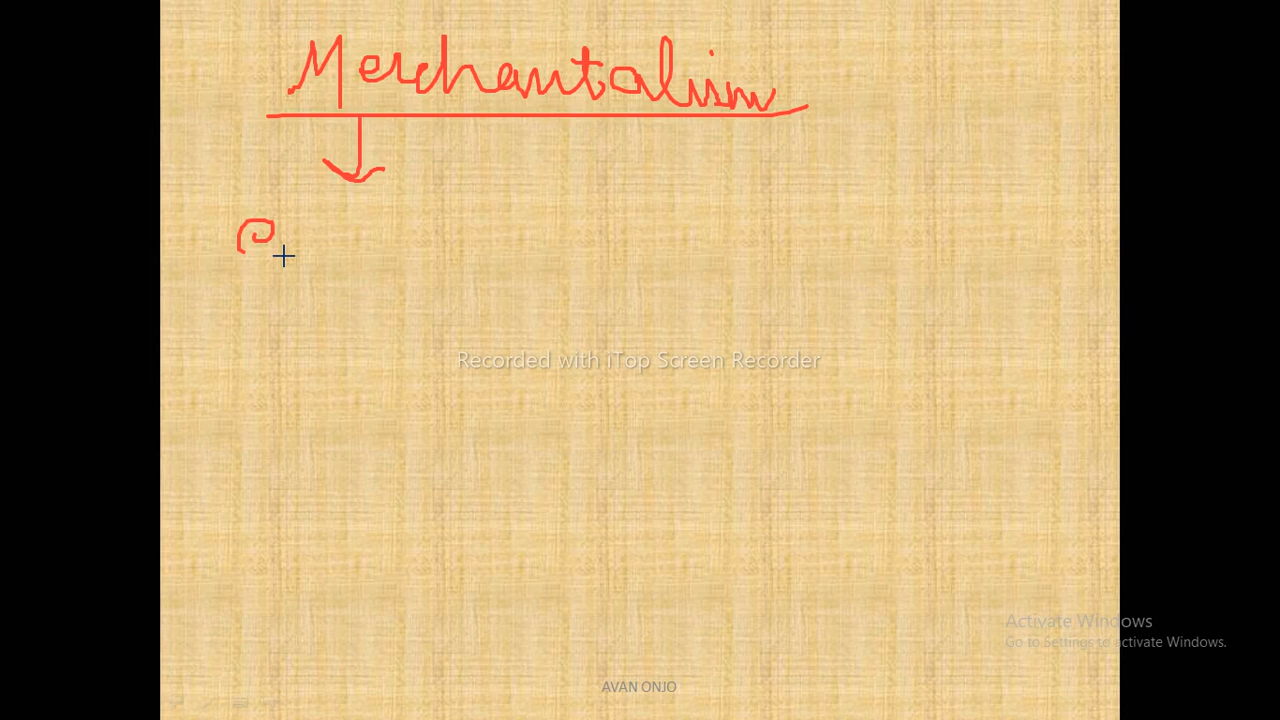 Merchantalism
Recorded with iTop Screen Recorder
Activate Windows
Go to Settings to activate Windows.
AVAN ONJO